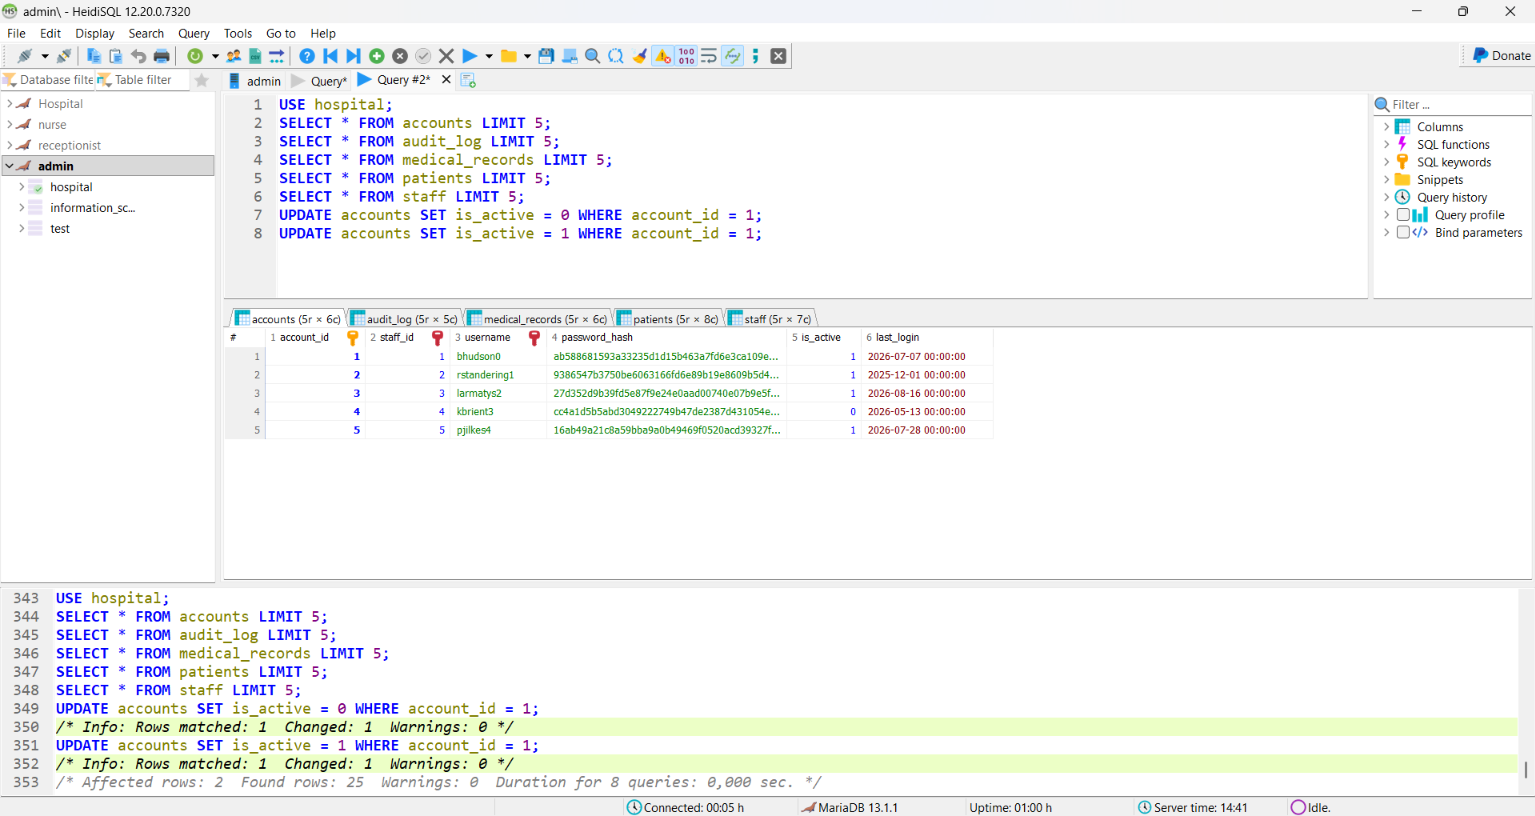 admin\ - HeidiSQL 12.20.0.7320
File Edit Display Search Query Tools Go to Help
Donate
Database filte Table filter
admin Query* Query #2*
Hospital
nurse
receptionist
admin
hospital
information_sc...
test
1 USE hospital;
2 SELECT * FROM accounts LIMIT 5;
3 SELECT * FROM audit_log LIMIT 5;
4 SELECT * FROM medical_records LIMIT 5;
5 SELECT * FROM patients LIMIT 5;
6 SELECT * FROM staff LIMIT 5;
7 UPDATE accounts SET is_active = 0 WHERE account_id = 1;
8 UPDATE accounts SET is_active = 1 WHERE account_id = 1;
Filter ...
Columns
SQL functions
SQL keywords
Snippets
Query history
Query profile
Bind parameters
accounts (5r × 6c) audit_log (5r × 5c) medical_records (5r × 6c) patients (5r × 8c) staff (5r × 7c)
# 1 account_id 2 staff_id 3 username 4 password_hash 5 is_active 6 last_login
1 1 1 bhudson0 ab588681593a33235d1d15b463a7fd6e3ca109e... 1 2026-07-07 00:00:00
2 2 2 rstandering1 9386547b3750be6063166fd6e89b19e8609b5d4... 1 2025-12-01 00:00:00
3 3 3 larmatys2 27d352d9b39fd5e87f9e24e0aad00740e07b9e5f... 1 2026-08-16 00:00:00
4 4 4 kbrient3 cc4a1d5b5abd3049222749b47de2387d431054e... 0 2026-05-13 00:00:00
5 5 5 pjilkes4 16ab49a21c8a59bba9a0b49469f0520acd39327f... 1 2026-07-28 00:00:00
343 USE hospital;
344 SELECT * FROM accounts LIMIT 5;
345 SELECT * FROM audit_log LIMIT 5;
346 SELECT * FROM medical_records LIMIT 5;
347 SELECT * FROM patients LIMIT 5;
348 SELECT * FROM staff LIMIT 5;
349 UPDATE accounts SET is_active = 0 WHERE account_id = 1;
350 /* Info: Rows matched: 1 Changed: 1 Warnings: 0 */
351 UPDATE accounts SET is_active = 1 WHERE account_id = 1;
352 /* Info: Rows matched: 1 Changed: 1 Warnings: 0 */
353 /* Affected rows: 2 Found rows: 25 Warnings: 0 Duration for 8 queries: 0,000 sec. */
Connected: 00:05 h MariaDB 13.1.1 Uptime: 01:00 h Server time: 14:41 Idle.